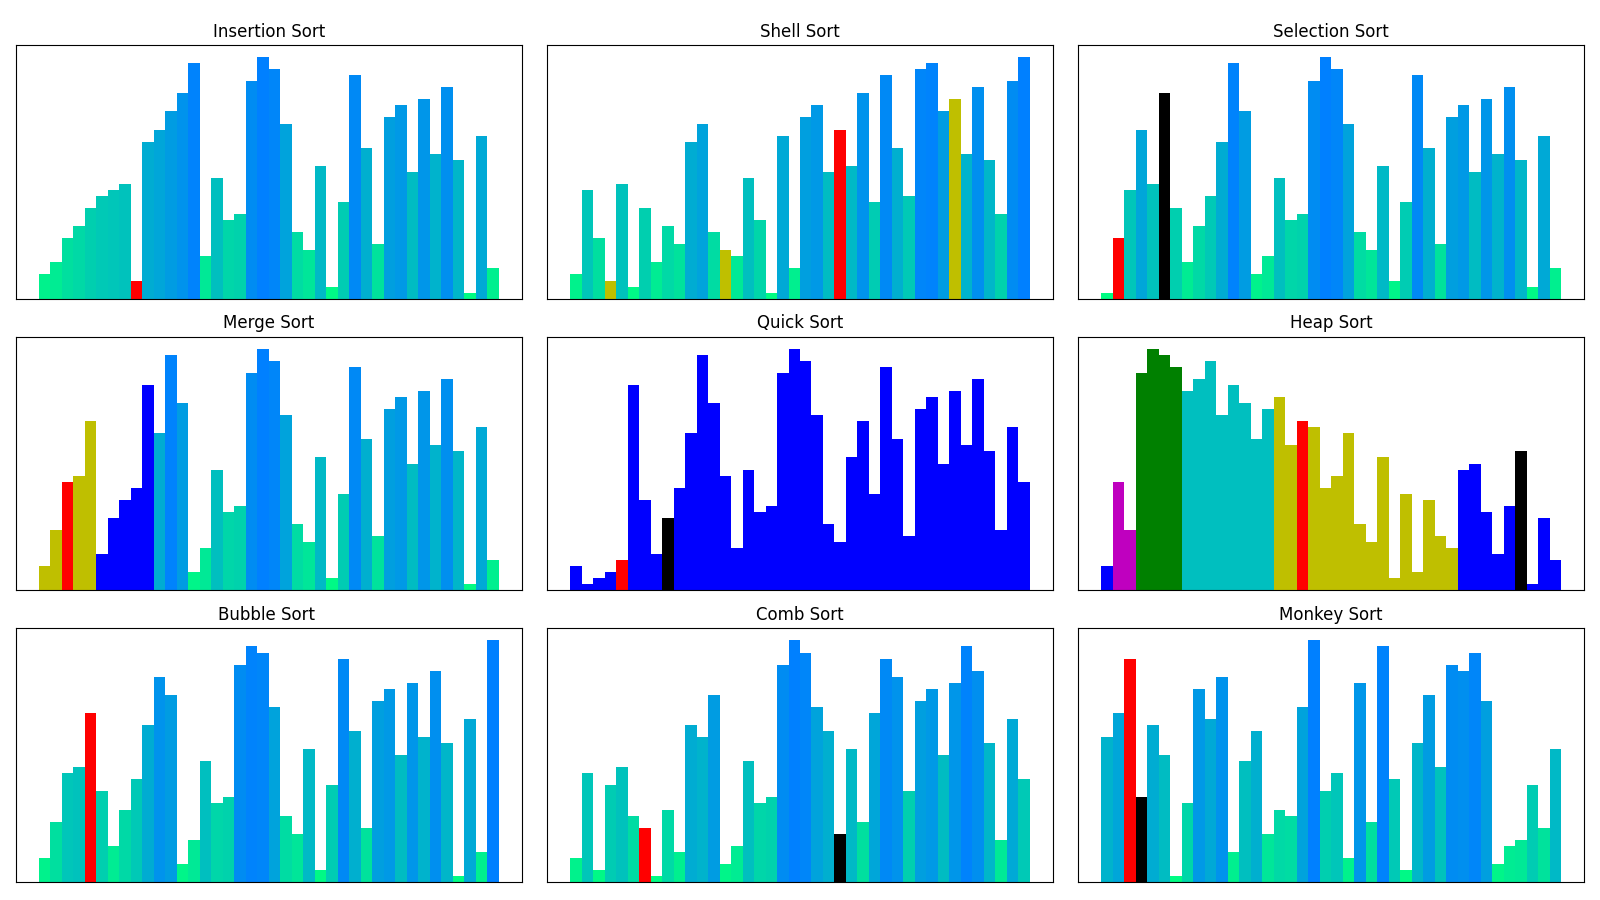 Insertion Sort
Shell Sort
Selection Sort
Merge Sort
Quick Sort
Heap Sort
Bubble Sort
Comb Sort
Monkey Sort